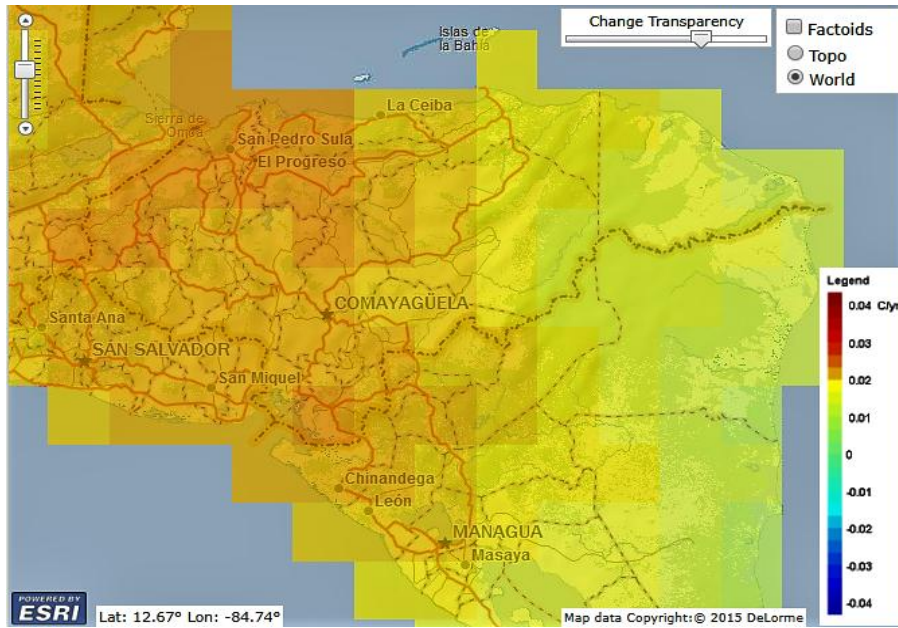 Islas de
la Bahía
Change Transparency
Factoids
Topo
World
La Ceiba
Sierra de
Omoa
San Pedro Sula
El Progreso
COMAYAGÜELA
Santa Ana
SAN SALVADOR
San Miquel
Chinandega
León
MANAGUA
Masaya
Legend
0.04 C/yr
0.03
0.02
0.01
0
-0.01
-0.02
-0.03
-0.04
POWERED BY
ESRI
Lat: 12.67° Lon: -84.74°
Map data Copyright:© 2015 DeLorme